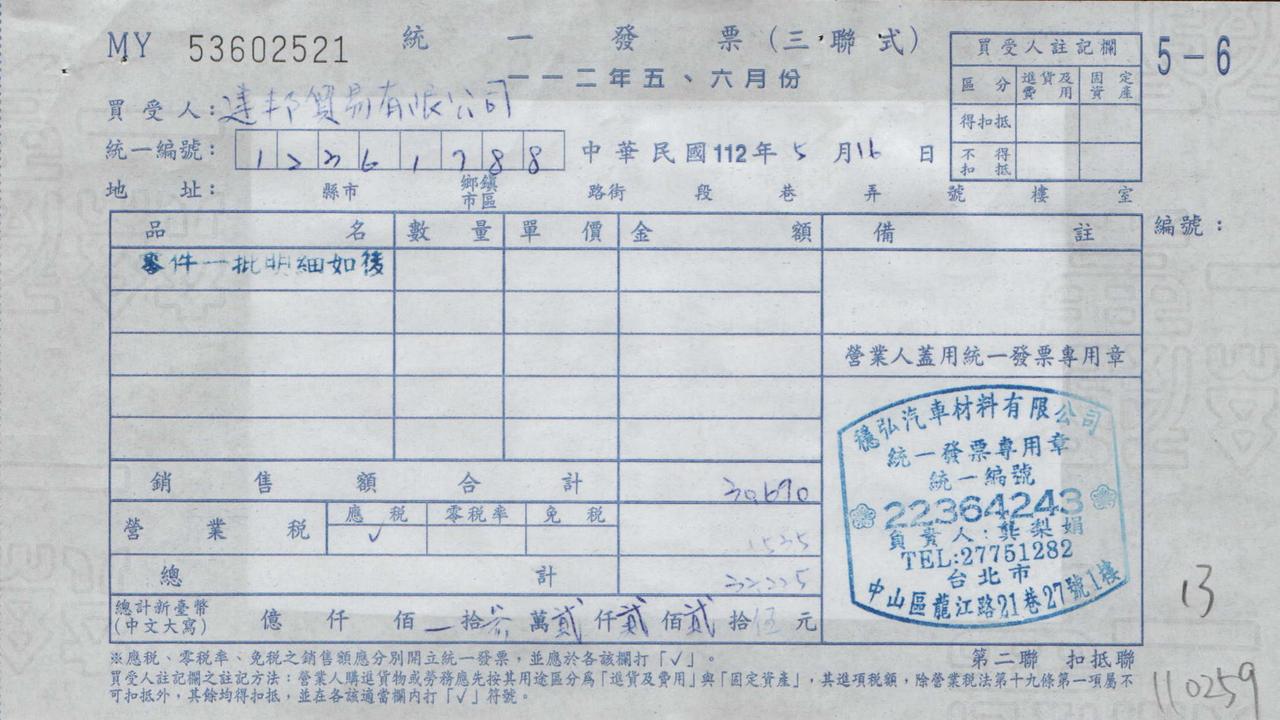 MY 53602521 統一發票(三聯式)
一一二年五、六月份
5-6
買受人註記欄
區分 進貨及費用 固定資產
得扣抵
不得扣抵
買受人:達邦貿易有限公司
統一編號: 中華民國112年5月16日
地址: 縣市 鄉鎮市區 路街 段 巷 弄 號 樓 室
品名 數量 單價 金額 備註 編號:
零件一批明細如後
營業人蓋用統一發票專用章
穩弘汽車材料有限公司
統一發票專用章
統一編號
22364243
負責人:龔梨娟
TEL:27751282
台北市
中山區龍江路21巷27號1樓
銷售額合計 30,690
營業稅 應稅 零稅率 免稅
✓ 1535
總計 32225
總計新臺幣(中文大寫) 億仟佰一拾參萬貳仟貳佰貳拾伍元
13
※應稅、零稅率、免稅之銷售額應分別開立統一發票,並應於各該欄打「✓」。
第二聯 扣抵聯
買受人註記欄之註記方法:營業人購進貨物或勞務應先按其用途區分為「進貨及費用」與「固定資產」,其進項稅額,除營業稅法第十九條第一項屬不
可扣抵外,其餘均得扣抵,並在各該適當欄內打「✓」符號。
110259